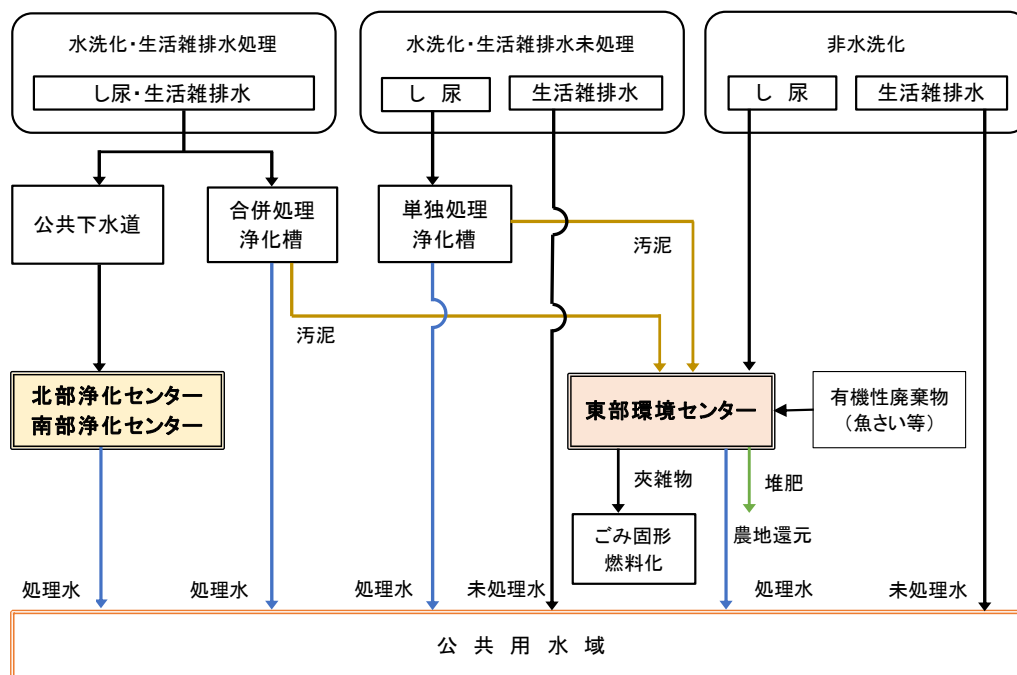 水洗化・生活雑排水処理
し尿・生活雑排水
水洗化・生活雑排水未処理
し 尿
生活雑排水
非水洗化
し 尿
生活雑排水
公共下水道
合併処理
浄化槽
単独処理
浄化槽
汚泥
汚泥
北部浄化センター
南部浄化センター
東部環境センター
有機性廃棄物
（魚さい等）
夾雑物
堆肥
ごみ固形
燃料化
農地還元
処理水
処理水
処理水
未処理水
処理水
未処理水
公 共 用 水 域